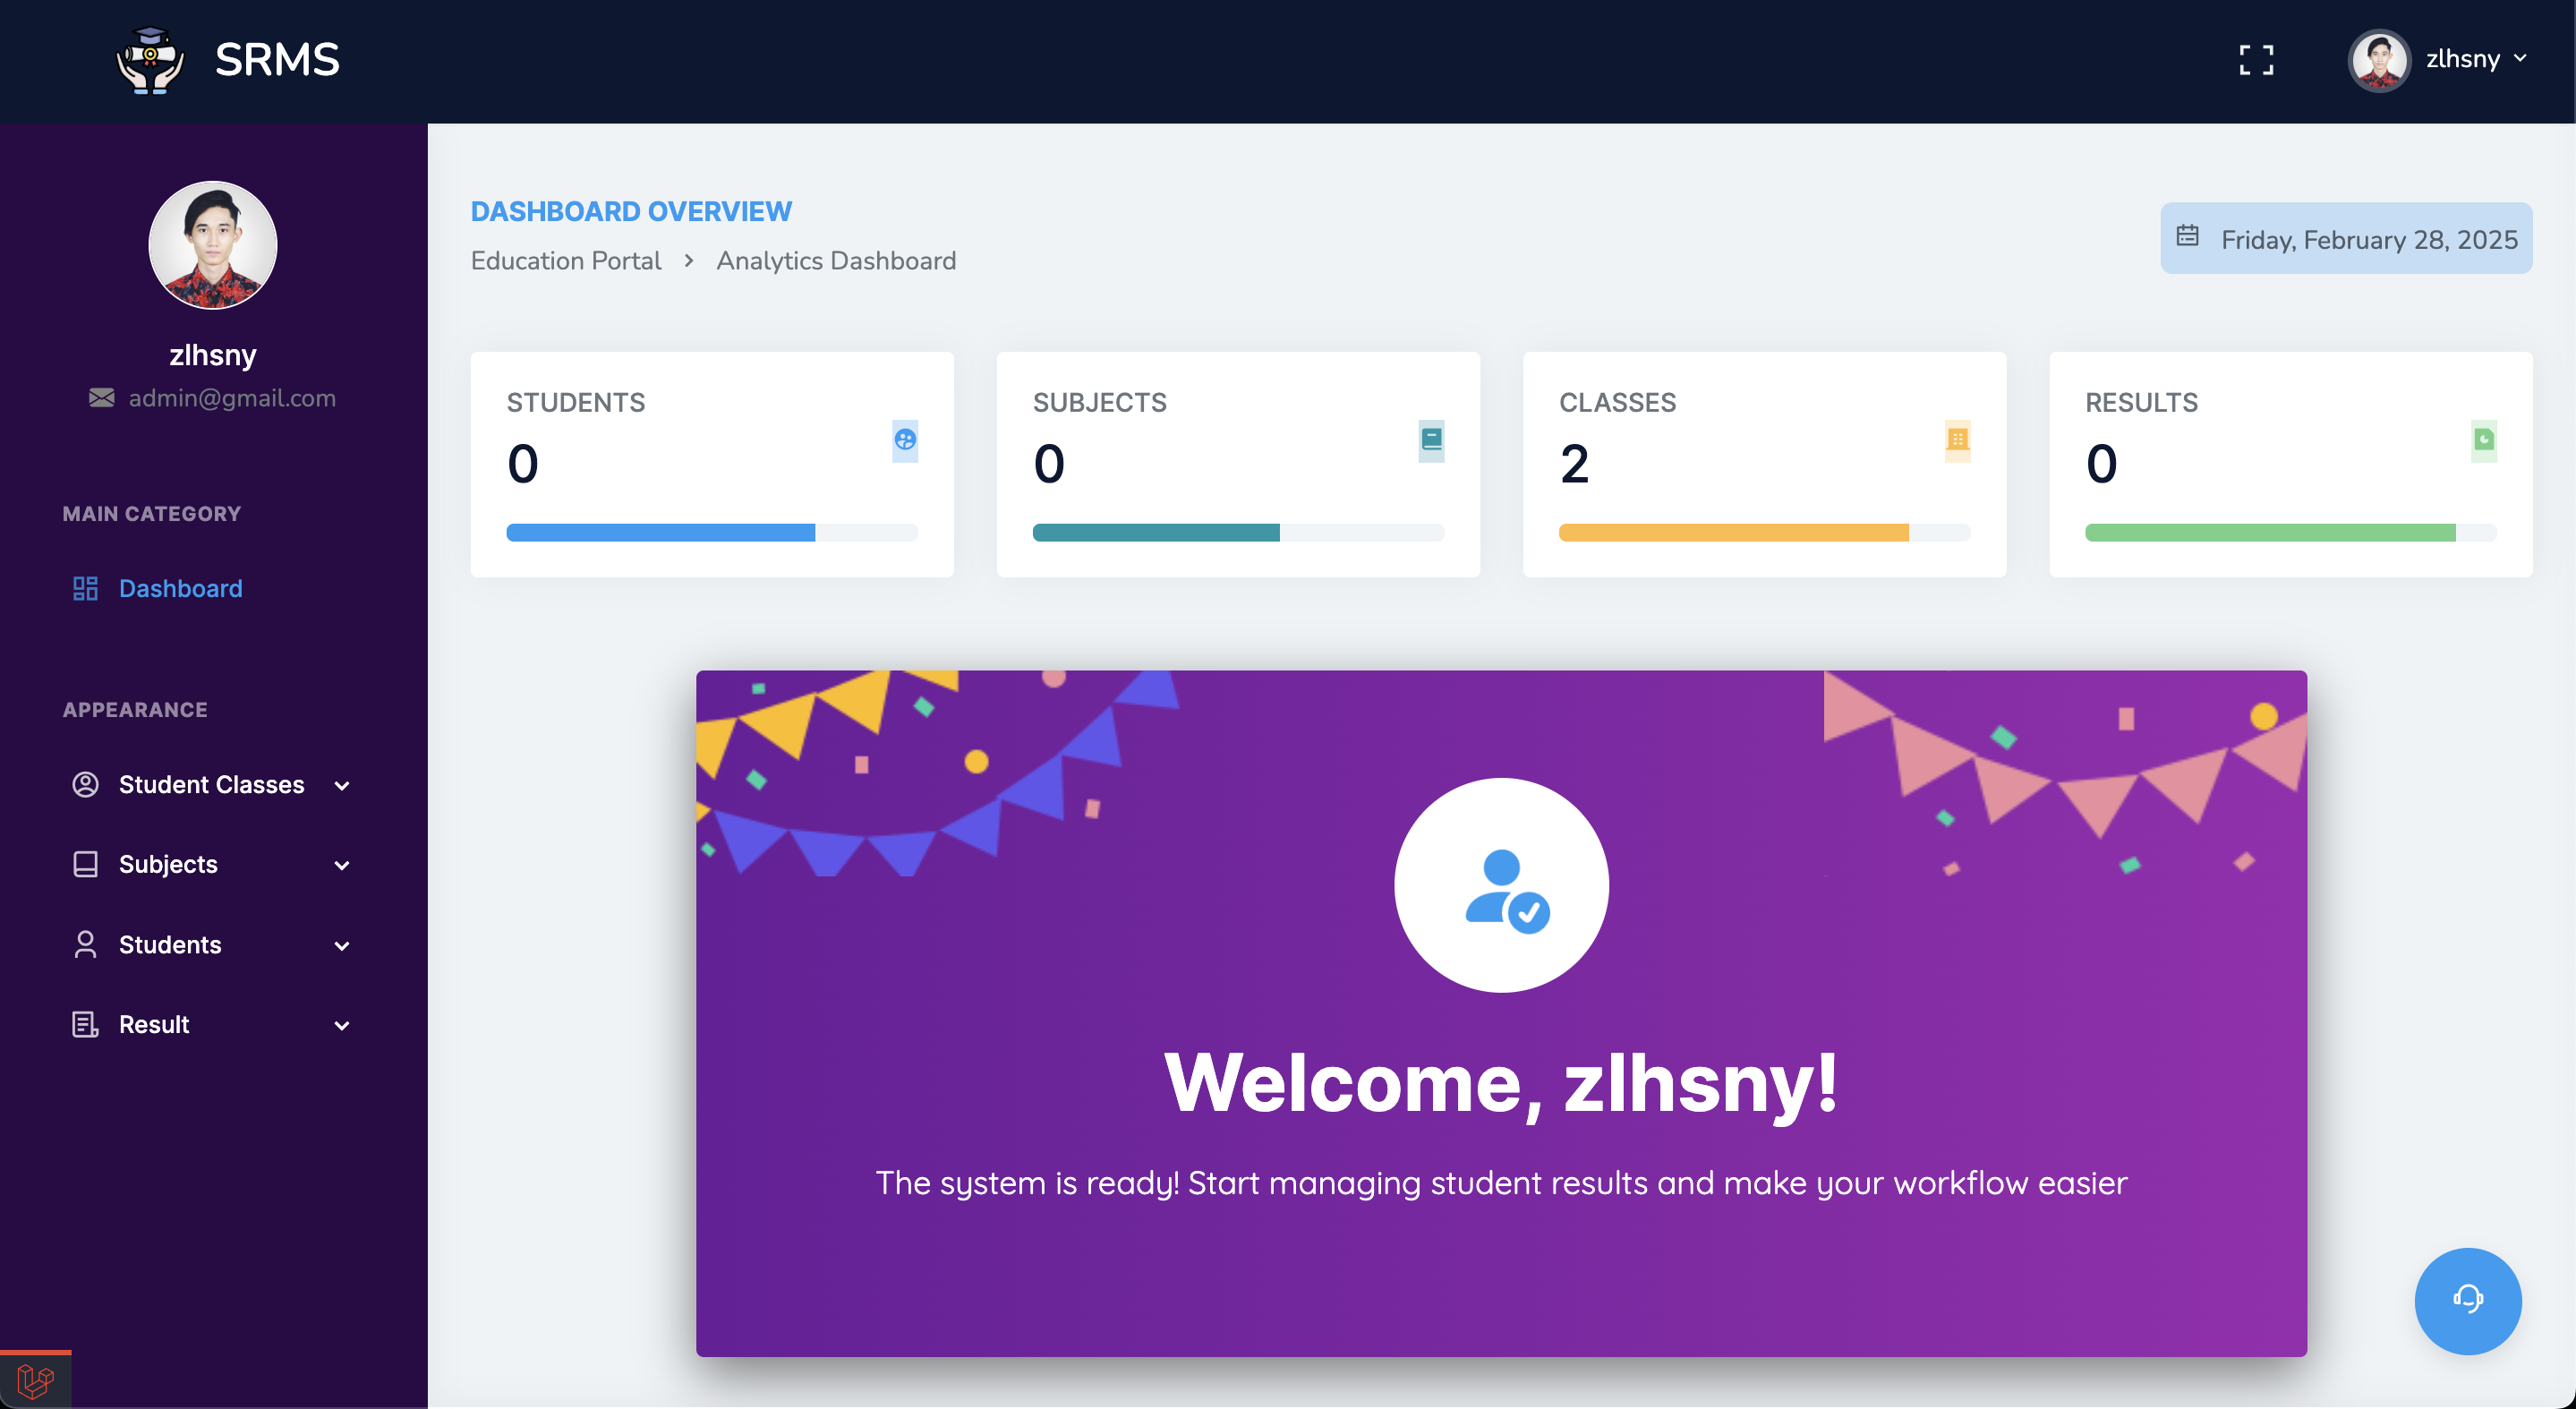 SRMS
zlhsny
zlhsny
admin@gmail.com
MAIN CATEGORY
Dashboard
APPEARANCE
Student Classes
Subjects
Students
Result
DASHBOARD OVERVIEW
Education Portal > Analytics Dashboard
Friday, February 28, 2025
STUDENTS
0
SUBJECTS
0
CLASSES
2
RESULTS
0
Welcome, zlhsny!
The system is ready! Start managing student results and make your workflow easier